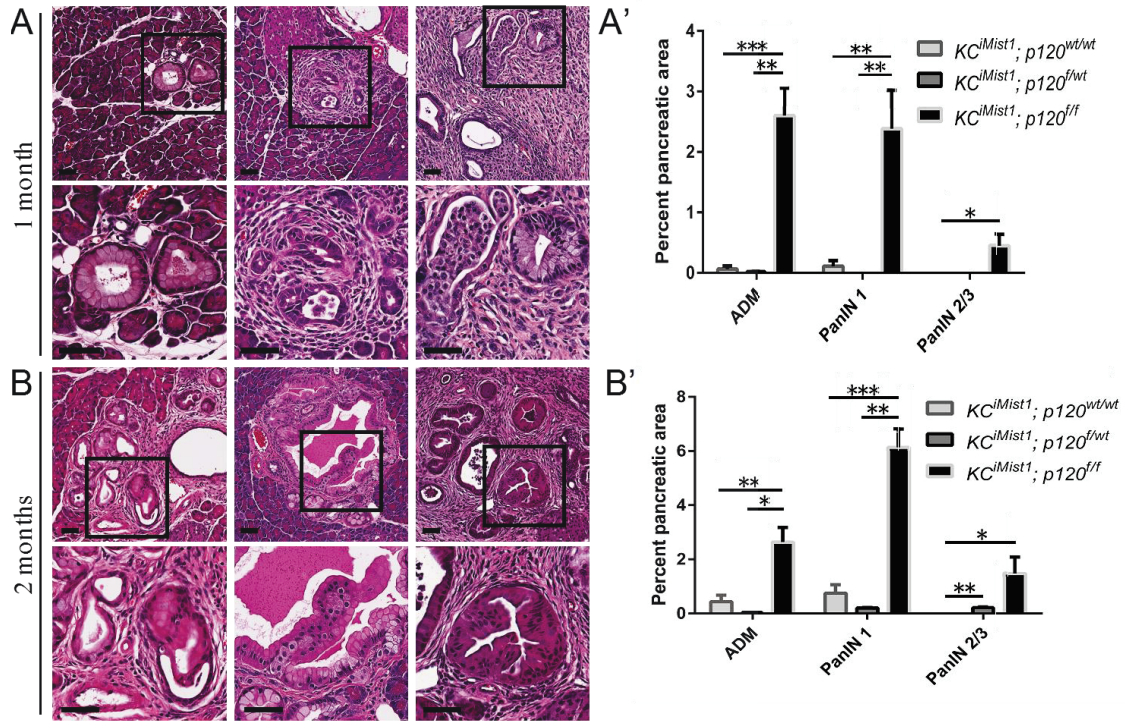 A
1 month
A'
Percent pancreatic area
4
3
2
1
0
***
**
**
**
*
KCiMist1; p120wt/wt
KCiMist1; p120f/wt
KCiMist1; p120f/f
ADM
PanIN 1
PanIN 2/3
B
2 months
B'
Percent pancreatic area
8
6
4
2
0
**
*
***
**
*
**
KCiMist1; p120wt/wt
KCiMist1; p120f/wt
KCiMist1; p120f/f
ADM
PanIN 1
PanIN 2/3